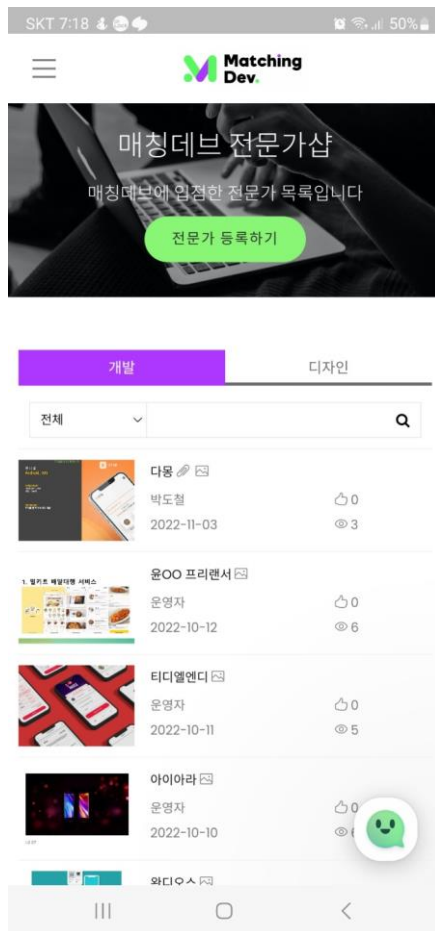 SKT 7:18
50%
Matching
Dev.
매칭데브 전문가샵
매칭데브에 입점한 전문가 목록입니다
전문가 등록하기
개발
디자인
전체
다몽
박도철
0
2022-11-03
3
1. 밀키트 배달대행 서비스
윤OO 프리랜서
운영자
0
2022-10-12
6
티디엘엔디
운영자
0
2022-10-11
5
아이아라
운영자
0
2022-10-10
왁디오스